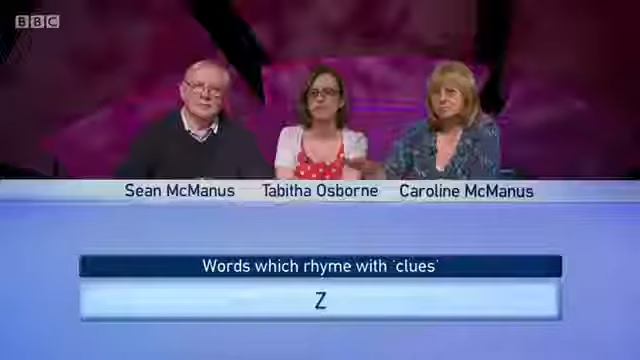 BBC
Sean McManus Tabitha Osborne Caroline McManus
Words which rhyme with 'clues'
Z